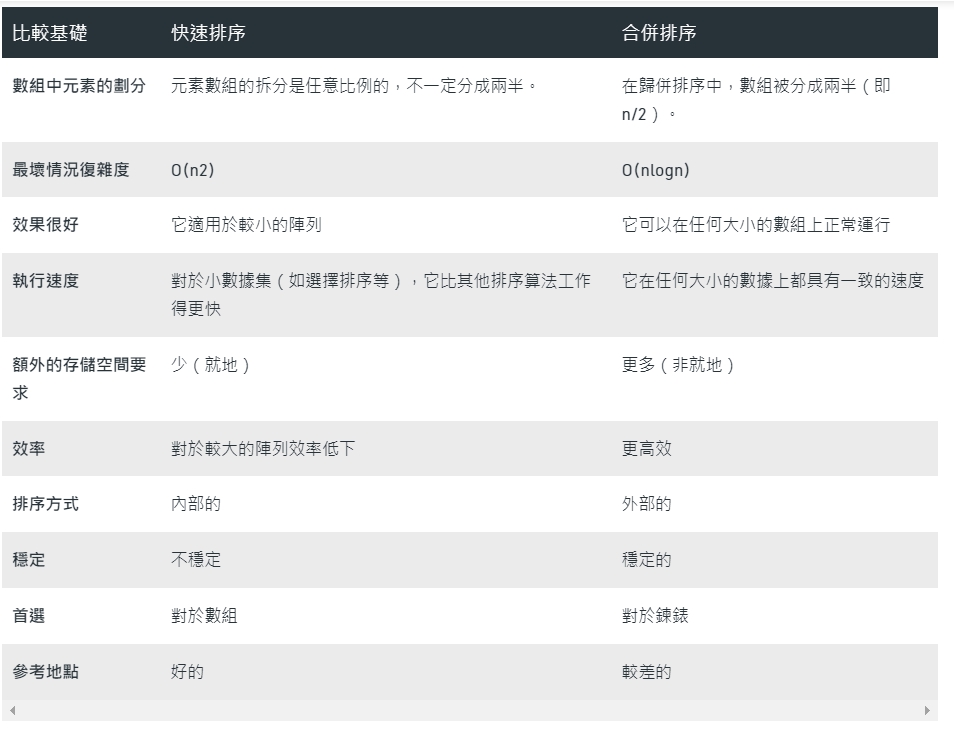 比較基礎 快速排序 合併排序
數組中元素的劃分 元素數組的拆分是任意比例的，不一定分成兩半。 在歸併排序中，數組被分成兩半（即
n/2）。
最壞情況復雜度 O(n2) O(nlogn)
效果很好 它適用於較小的陣列 它可以在任何大小的數組上正常運行
執行速度 對於小數據集（如選擇排序等），它比其他排序算法工作 它在任何大小的數據上都具有一致的速度
得更快
額外的存儲空間要 少（就地） 更多（非就地）
求
效率 對於較大的陣列效率低下 更高效
排序方式 內部的 外部的
穩定 不穩定 穩定的
首選 對於數組 對於鍊錶
參考地點 好的 較差的